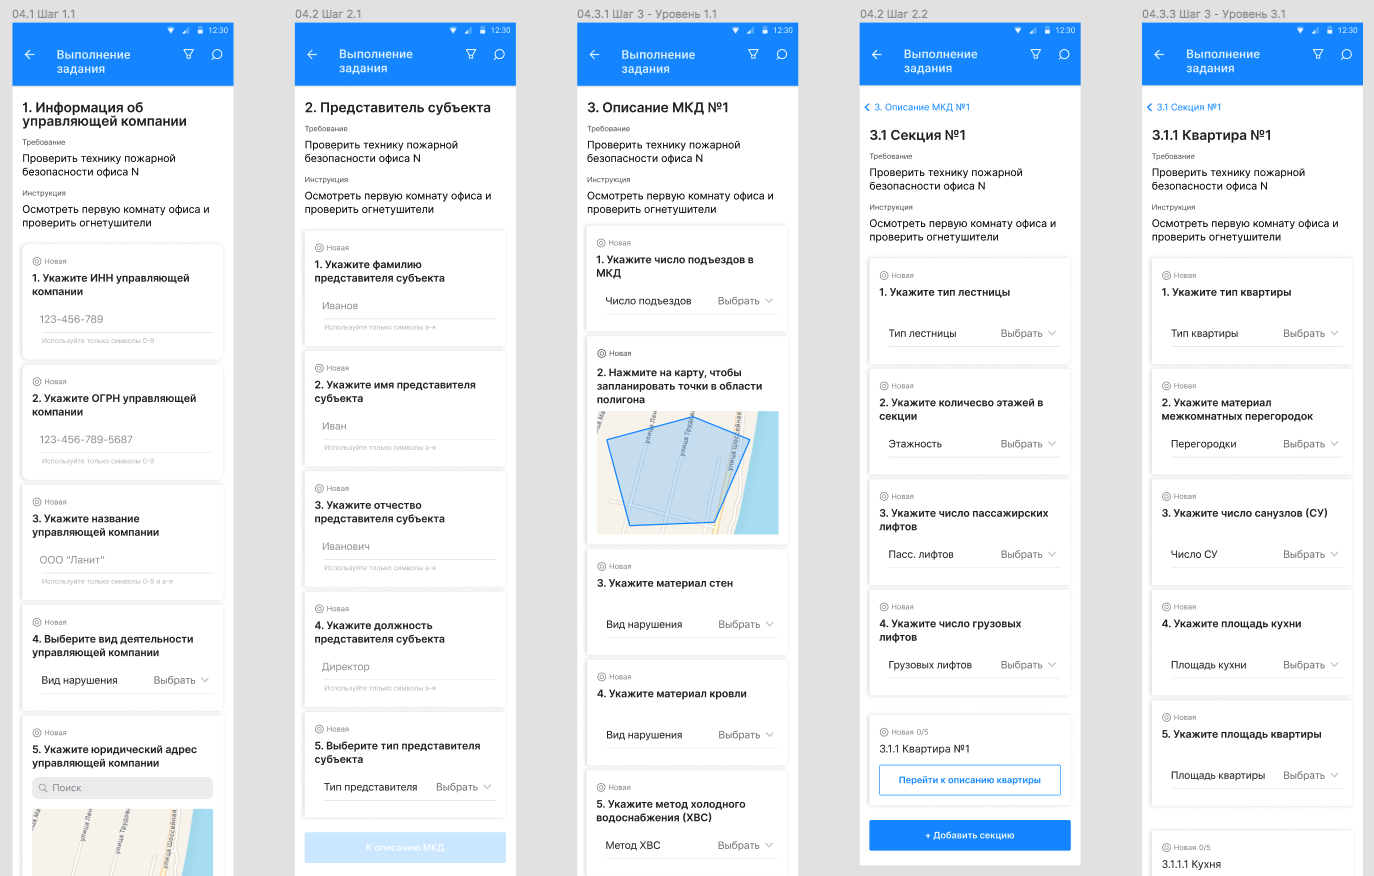 04.1 Шаг 1.1
12:30
Выполнение
задания
1. Информация об
управляющей компании
Требование
Проверить технику пожарной
безопасности офиса N
Инструкция
Осмотреть первую комнату офиса и
проверить огнетушители
Новая
1. Укажите ИНН управляющей
компании
123-456-789
Используйте только символы 0-9
Новая
2. Укажите ОГРН управляющей
компании
123-456-789-5687
Используйте только символы 0-9
Новая
3. Укажите название
управляющей компании
ООО "Ланит"
Используйте только символы 0-9 и а-я
Новая
4. Выберите вид деятельности
управляющей компании
Вид нарушения Выбрать
Новая
5. Укажите юридический адрес
управляющей компании
Поиск
улица Лен
улица Трудов
улица Шоссейная
04.2 Шаг 2.1
12:30
Выполнение
задания
2. Представитель субъекта
Требование
Проверить технику пожарной
безопасности офиса N
Инструкция
Осмотреть первую комнату офиса и
проверить огнетушители
Новая
1. Укажите фамилию
представителя субъекта
Иванов
Используйте только символы а-я
Новая
2. Укажите имя представителя
субъекта
Иван
Используйте только символы а-я
Новая
3. Укажите отчество
представителя субъекта
Иванович
Используйте только символы а-я
Новая
4. Укажите должность
представителя субъекта
Директор
Используйте только символы а-я
Новая
5. Выберите тип представителя
субъекта
Тип представителя Выбрать
К описанию МКД
04.3.1 Шаг 3 - Уровень 1.1
12:30
Выполнение
задания
3. Описание МКД №1
Требование
Проверить технику пожарной
безопасности офиса N
Инструкция
Осмотреть первую комнату офиса и
проверить огнетушители
Новая
1. Укажите число подъездов в
МКД
Число подъездов Выбрать
Новая
2. Нажмите на карту, чтобы
запланировать точки в области
полигона
улица Лен
улица Трудов
улица Шоссейная
Новая
3. Укажите материал стен
Вид нарушения Выбрать
Новая
4. Укажите материал кровли
Вид нарушения Выбрать
Новая
5. Укажите метод холодного
водоснабжения (ХВС)
Метод ХВС Выбрать
04.2 Шаг 2.2
12:30
Выполнение
задания
3. Описание МКД №1
3.1 Секция №1
Требование
Проверить технику пожарной
безопасности офиса N
Инструкция
Осмотреть первую комнату офиса и
проверить огнетушители
Новая
1. Укажите тип лестницы
Тип лестницы Выбрать
Новая
2. Укажите количесво этажей в
секции
Этажность Выбрать
Новая
3. Укажите число пассажирских
лифтов
Пасс. лифтов Выбрать
Новая
4. Укажите число грузовых
лифтов
Грузовых лифтов Выбрать
Новая 0/5
3.1.1 Квартира №1
Перейти к описанию квартиры
+ Добавить секцию
04.3.3 Шаг 3 - Уровень 3.1
12:30
Выполнение
задания
3.1 Секция №1
3.1.1 Квартира №1
Требование
Проверить технику пожарной
безопасности офиса N
Инструкция
Осмотреть первую комнату офиса и
проверить огнетушители
Новая
1. Укажите тип квартиры
Тип квартиры Выбрать
Новая
2. Укажите материал
межкомнатных перегородок
Перегородки Выбрать
Новая
3. Укажите число санузлов (СУ)
Число СУ Выбрать
Новая
4. Укажите площадь кухни
Площадь кухни Выбрать
Новая
5. Укажите площадь квартиры
Площадь квартиры Выбрать
Новая 0/5
3.1.1.1 Кухня